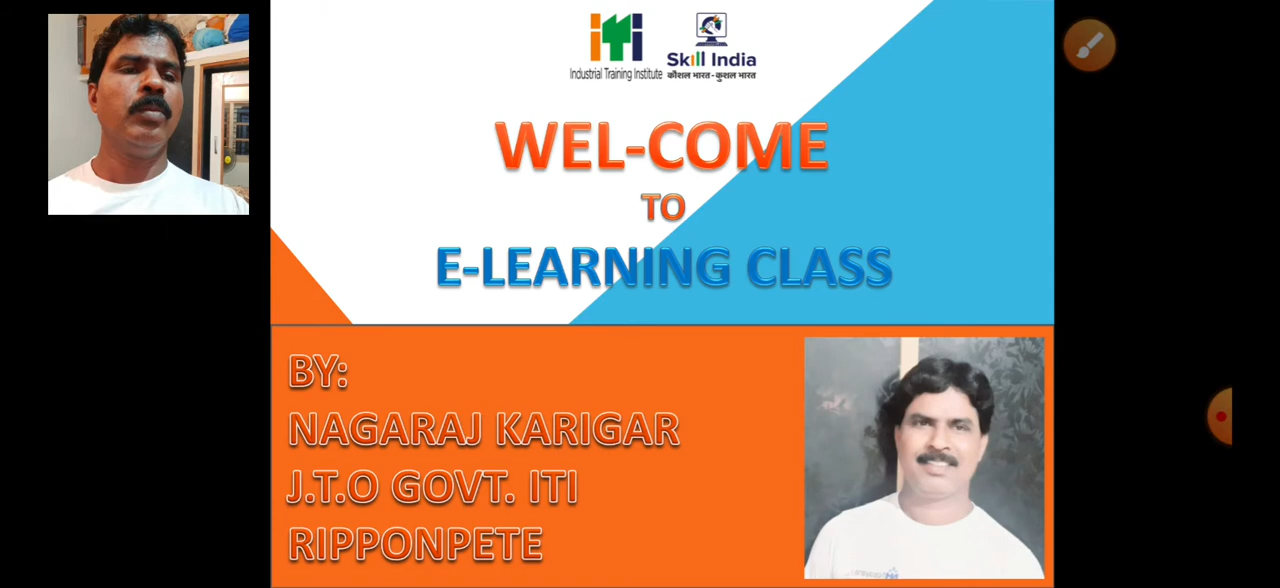 Industrial Training Institute
Skill India
कौशल भारत-कुशल भारत
WEL-COME
TO
E-LEARNING CLASS
BY:
NAGARAJ KARIGAR
J.T.O GOVT. ITI
RIPPONPETE